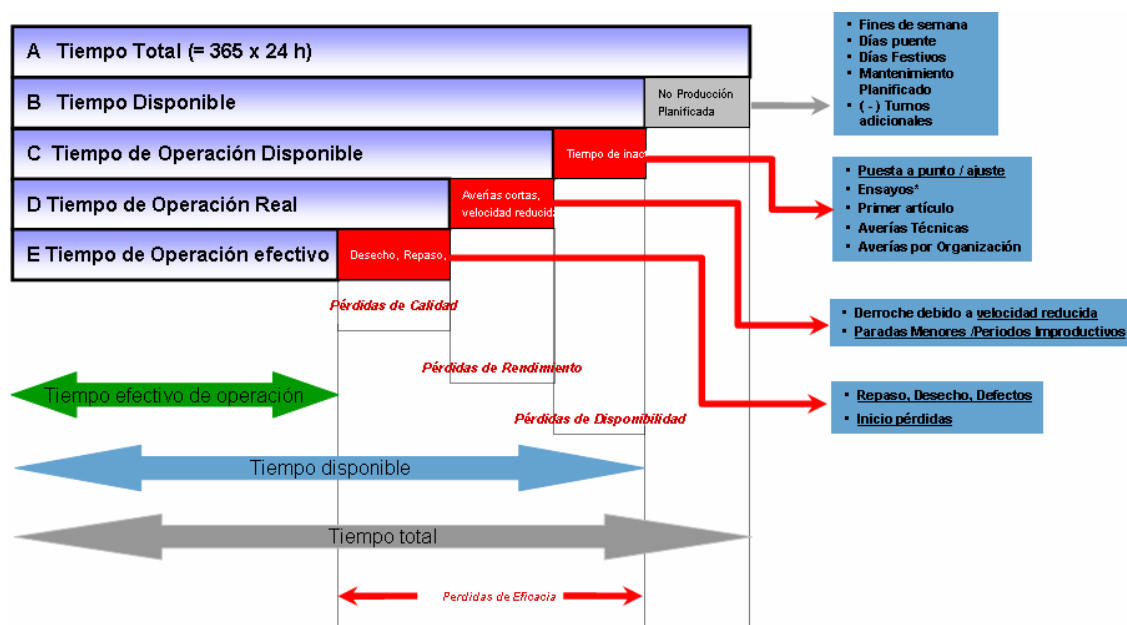 A Tiempo Total (= 365 x 24 h)
B Tiempo Disponible
No Producción
Planificada
C Tiempo de Operación Disponible
Tiempo de inac
D Tiempo de Operación Real
Averías cortas,
velocidad reducida
E Tiempo de Operación efectivo
Desecho, Repaso,
• Fines de semana
• Días puente
• Días Festivos
• Mantenimiento
Planificado
• ( - ) Turnos
adicionales
• Puesta a punto / ajuste
• Ensayos*
• Primer artículo
• Averías Técnicas
• Averías por Organización
• Derroche debido a velocidad reducida
• Paradas Menores /Periodos Improductivos
• Repaso, Desecho, Defectos
• Inicio pérdidas
Pérdidas de Calidad
Pérdidas de Rendimiento
Pérdidas de Disponibilidad
Tiempo efectivo de operación
Tiempo disponible
Tiempo total
Perdidas de Eficacia